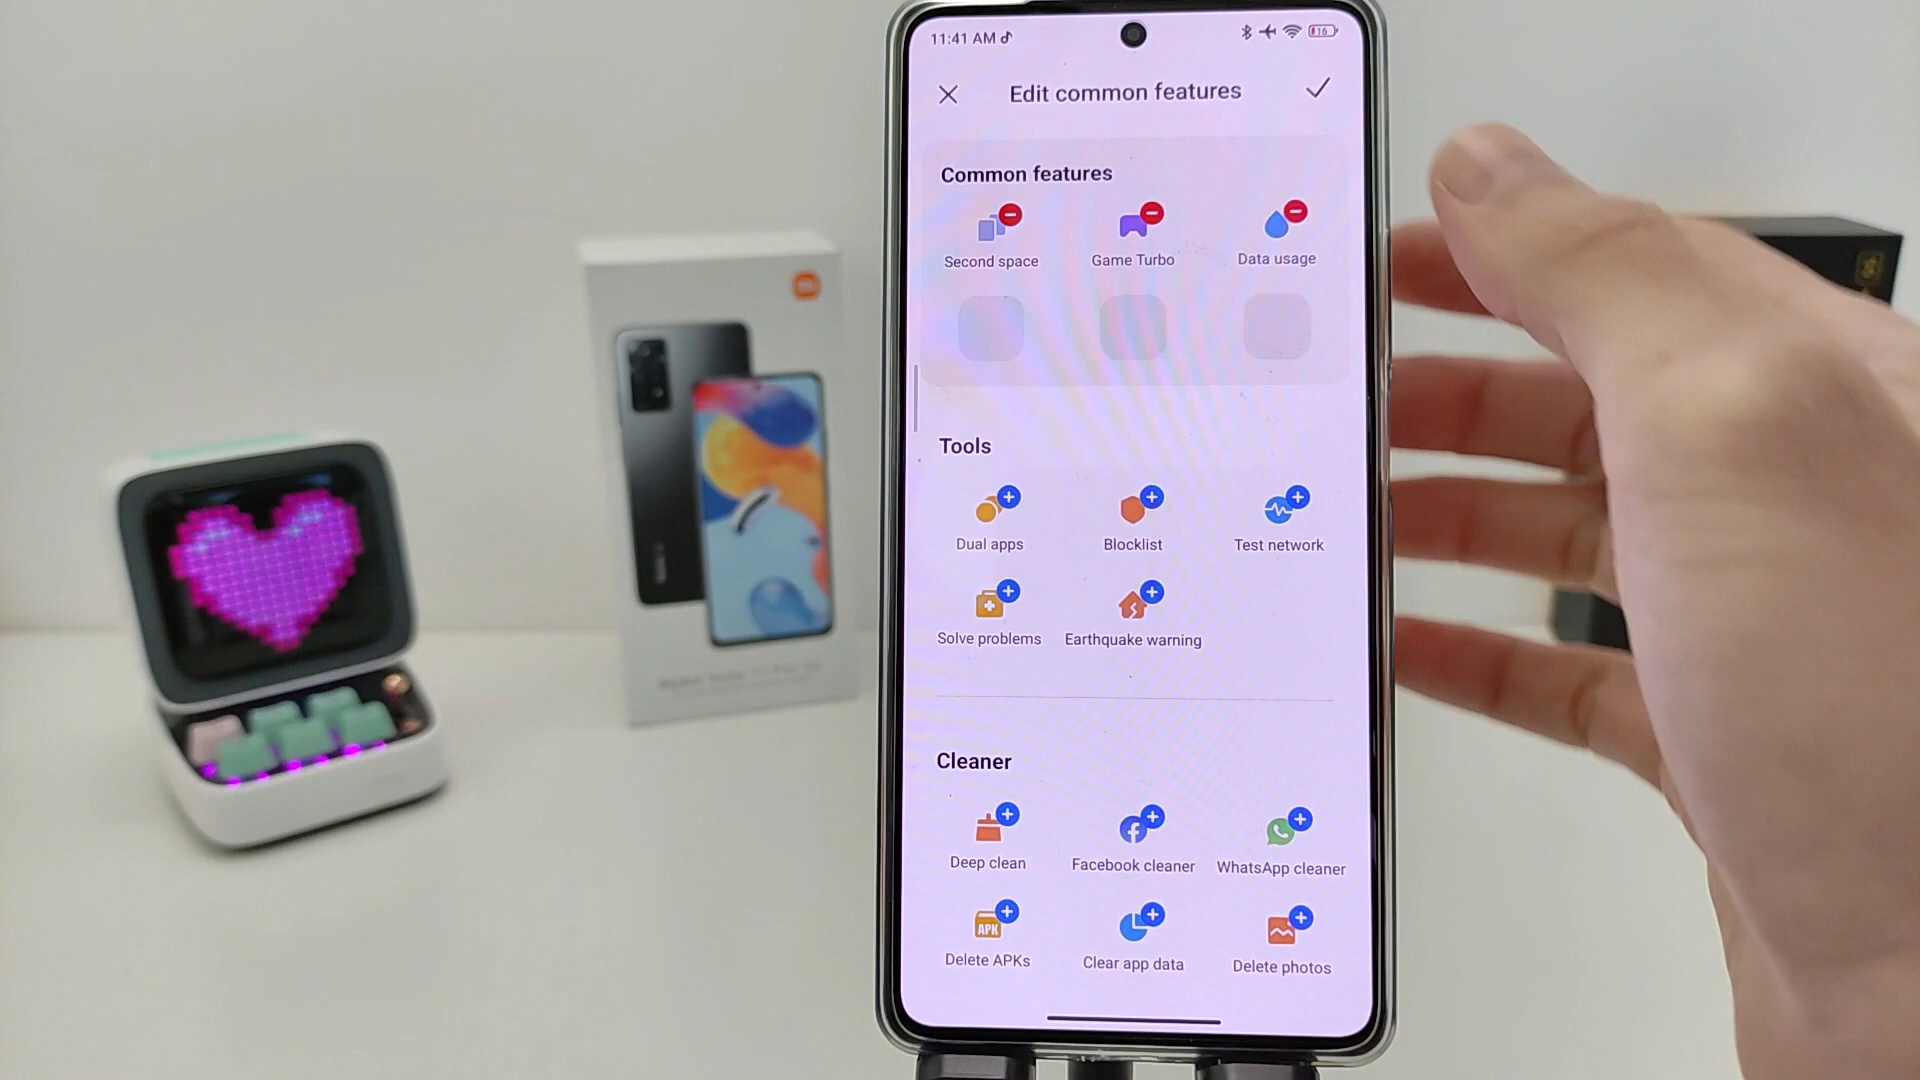 11:41 AM
16
Edit common features
Common features
Second space
Game Turbo
Data usage
Tools
Dual apps
Blocklist
Test network
Solve problems
Earthquake warning
Cleaner
Deep clean
Facebook cleaner
WhatsApp cleaner
APK
Delete APKs
Clear app data
Delete photos